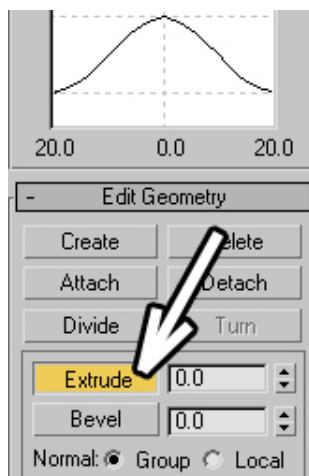 20.0 0.0 20.0
- Edit Geometry
Create Delete
Attach Detach
Divide Turn
Extrude 0.0
Bevel 0.0
Normal: Group Local